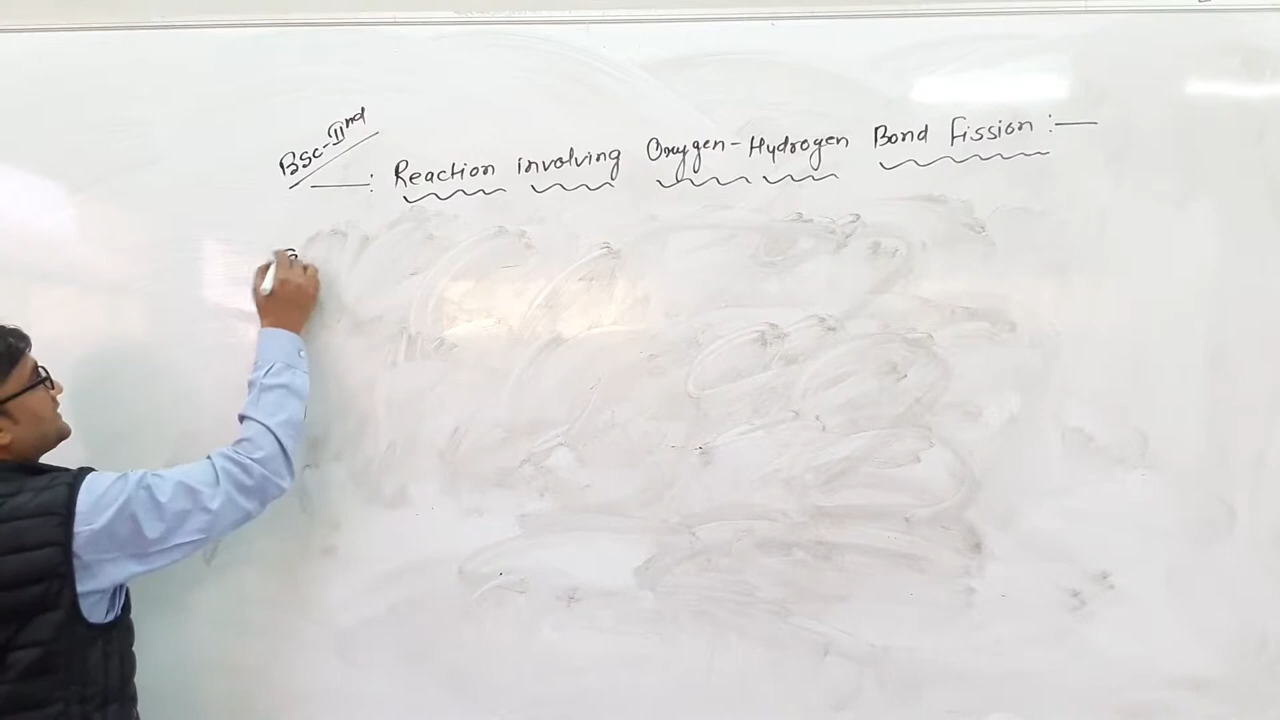 BSc-IInd
Reaction involving Oxygen-Hydrogen Bond Fission :—